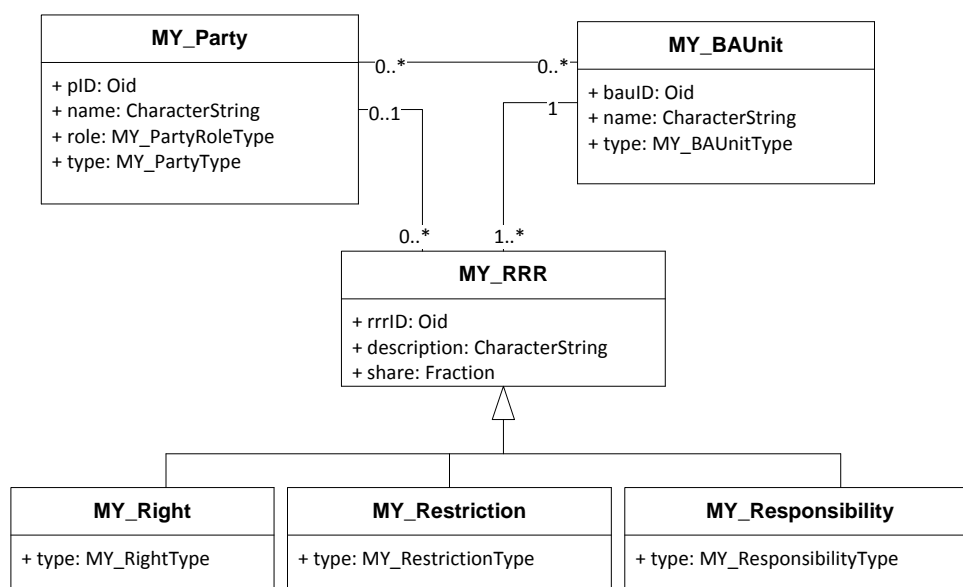 MY_Party
+ pID: Oid
+ name: CharacterString
+ role: MY_PartyRoleType
+ type: MY_PartyType
0..*
0..*
0..1
1
MY_BAUnit
+ bauID: Oid
+ name: CharacterString
+ type: MY_BAUnitType
0..*
1..*
MY_RRR
+ rrrID: Oid
+ description: CharacterString
+ share: Fraction
MY_Right
+ type: MY_RightType
MY_Restriction
+ type: MY_RestrictionType
MY_Responsibility
+ type: MY_ResponsibilityType